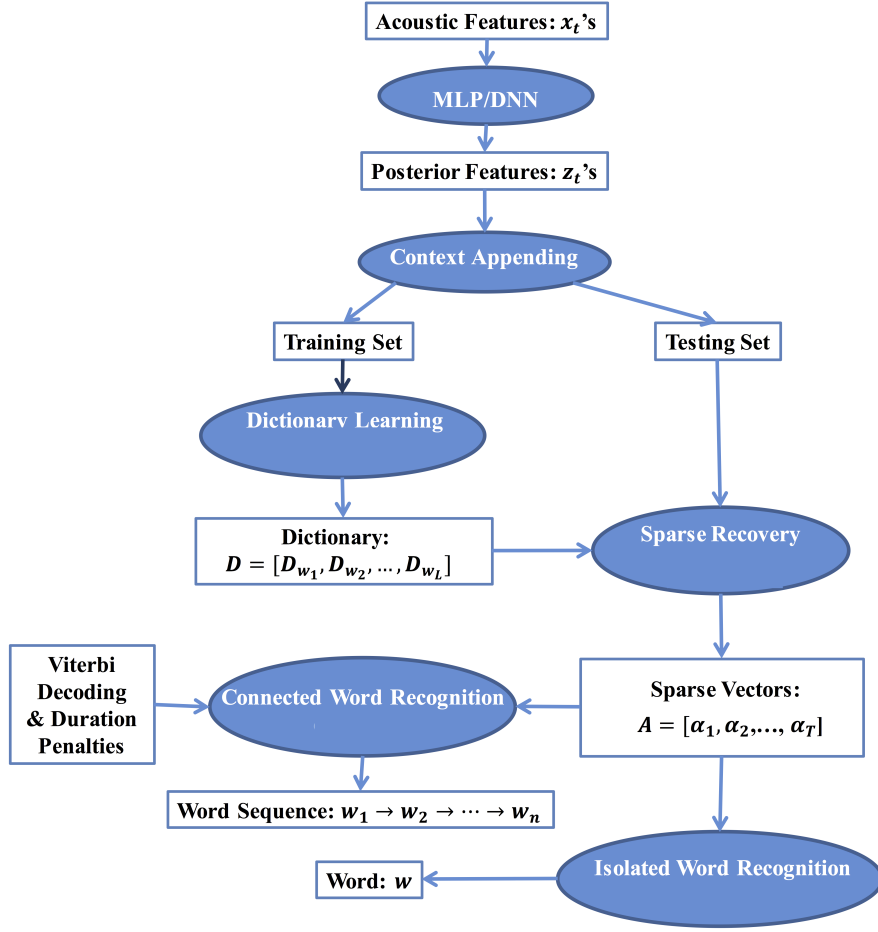 Acoustic Features: 𝒙𝒕's
MLP/DNN
Posterior Features: 𝒛𝒕's
Context Appending
Training Set
Testing Set
Dictionarv Learning
Dictionary:
𝑫 = [𝑫𝒘₁, 𝑫𝒘₂, … , 𝑫𝒘𝑳]
Sparse Recovery
Viterbi
Decoding
& Duration
Penalties
Connected Word Recognition
Sparse Vectors:
𝑨 = [𝜶₁, 𝜶₂,…, 𝜶𝑻]
Word Sequence: 𝒘₁ → 𝒘₂ → ⋯ → 𝒘𝒏
Isolated Word Recognition
Word: 𝒘